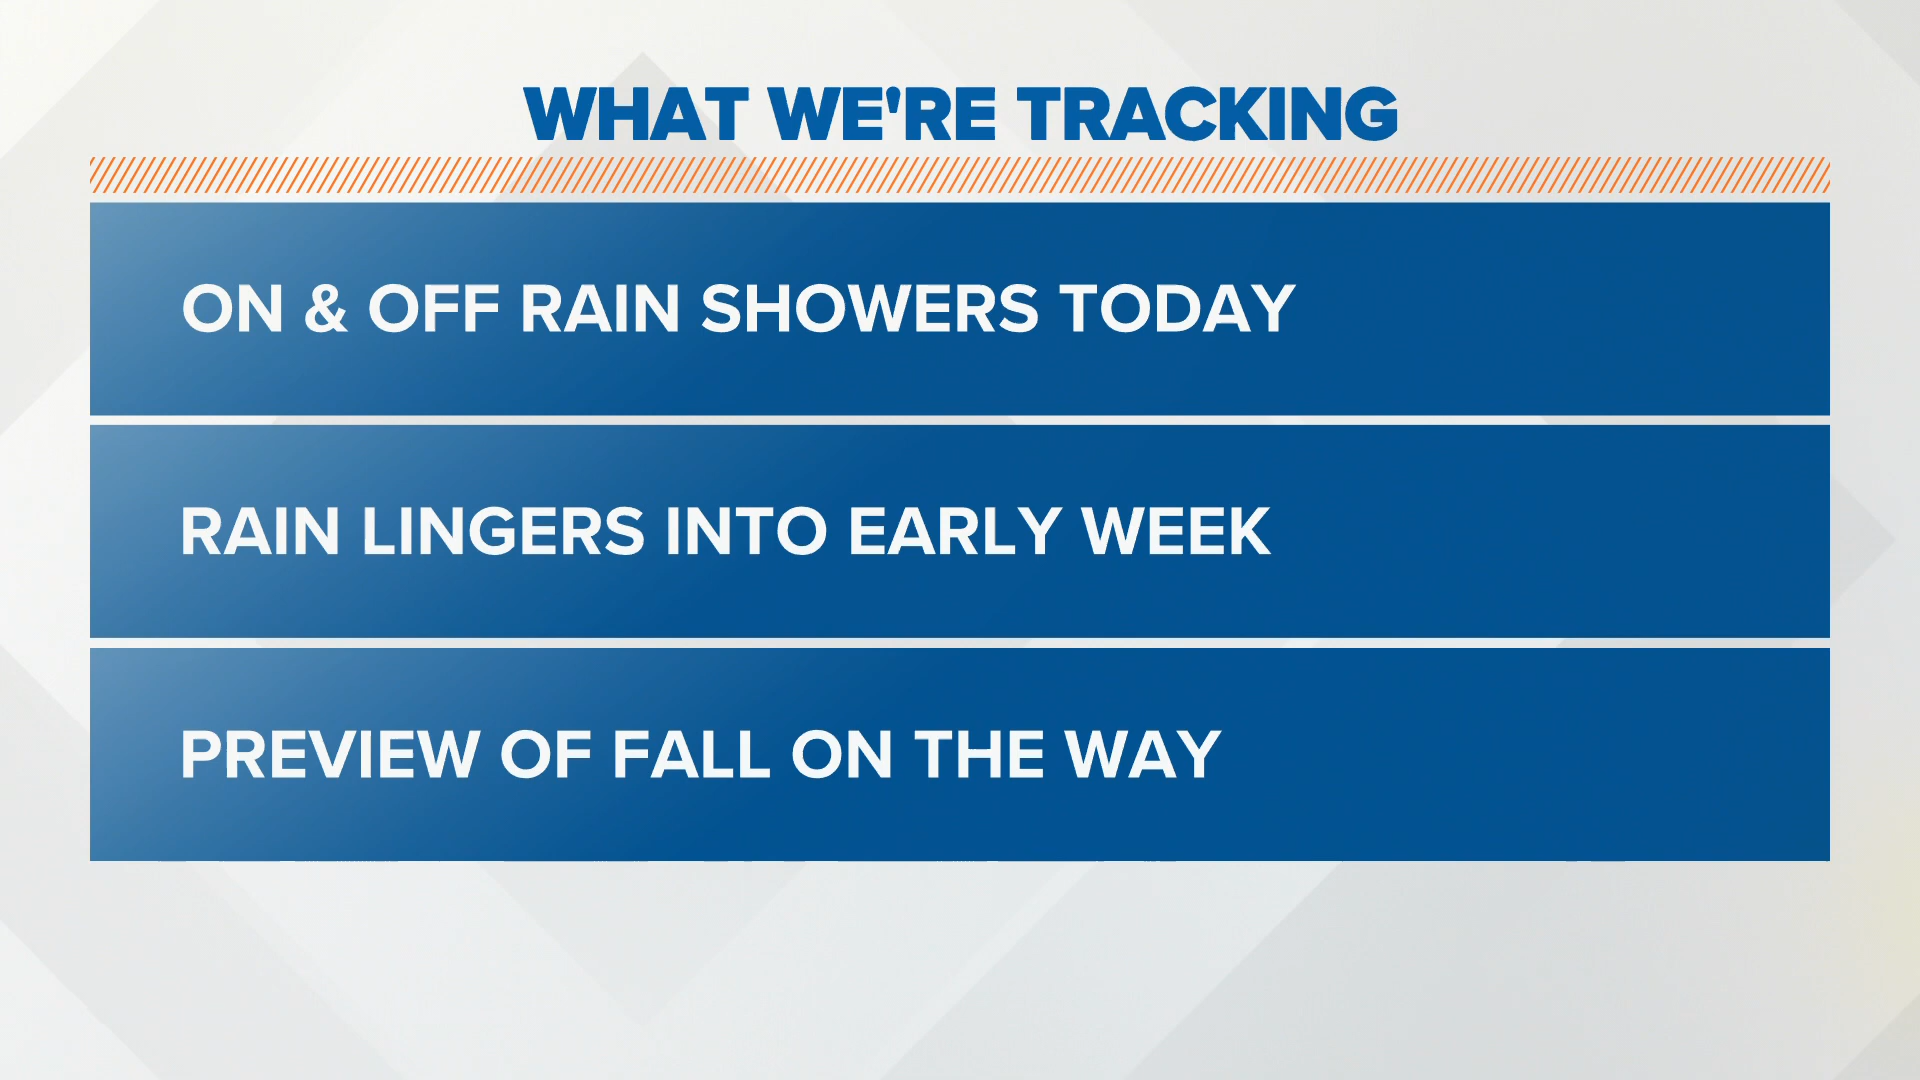 WHAT WE'RE TRACKING
ON & OFF RAIN SHOWERS TODAY
RAIN LINGERS INTO EARLY WEEK
PREVIEW OF FALL ON THE WAY